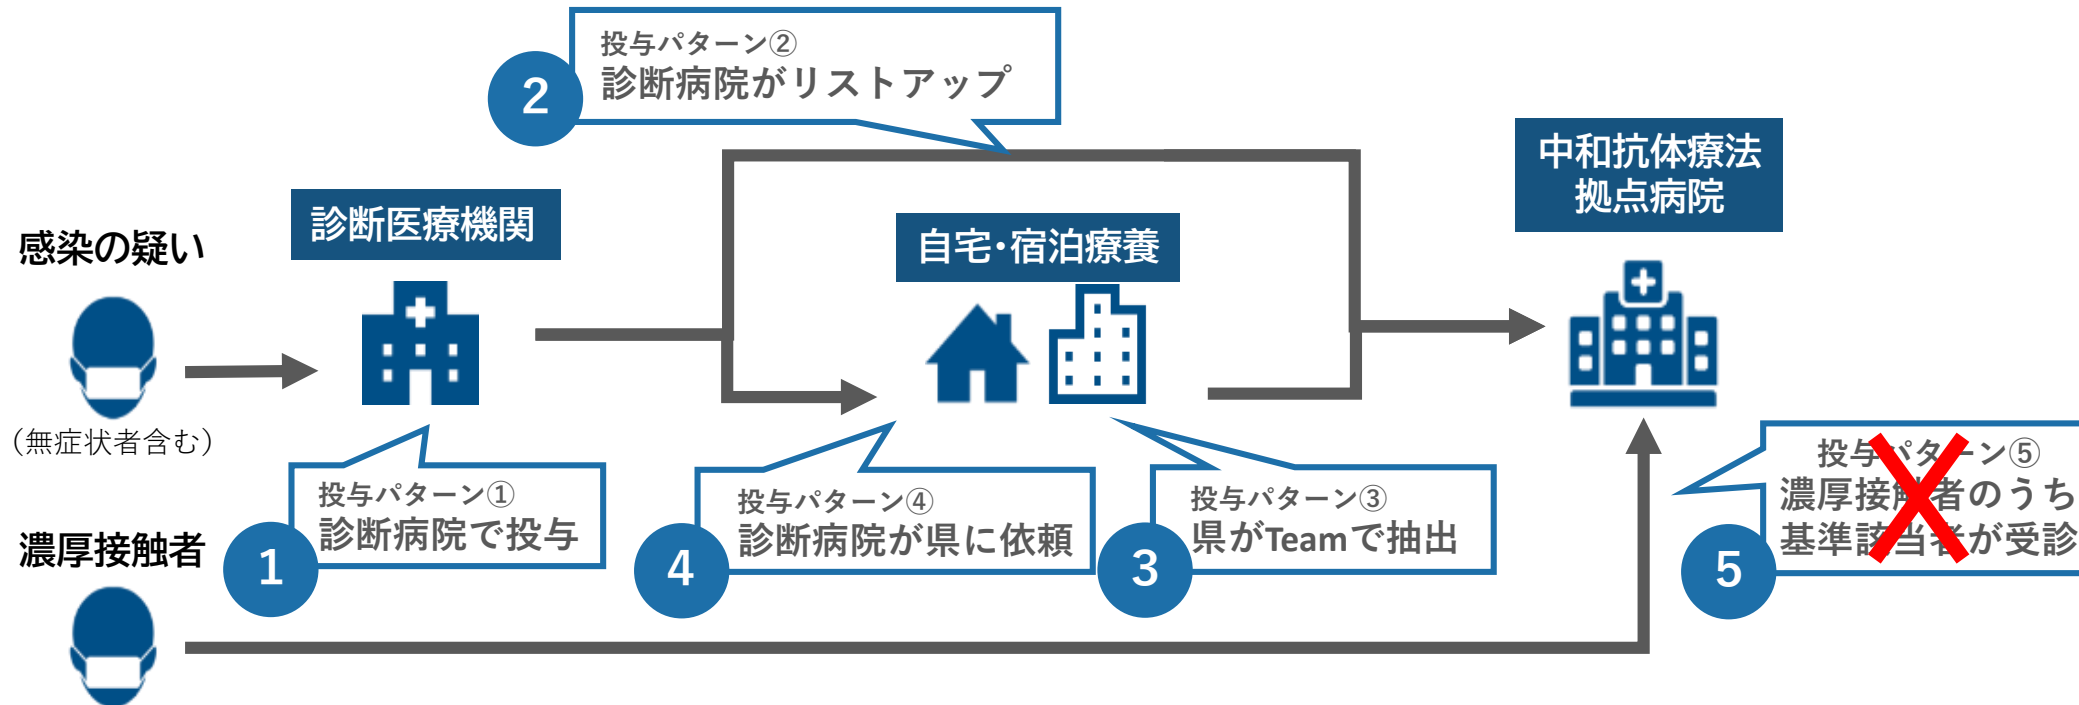 投与パターン②
診断病院がリストアップ
2
中和抗体療法
拠点病院
診断医療機関
自宅・宿泊療養
感染の疑い
（無症状者含む）
投与パターン①
診断病院で投与
1
投与パターン④
診断病院が県に依頼
4
投与パターン③
県がTeamで抽出
3
投与パターン⑤
濃厚接触者のうち
基準該当者が受診
5
濃厚接触者